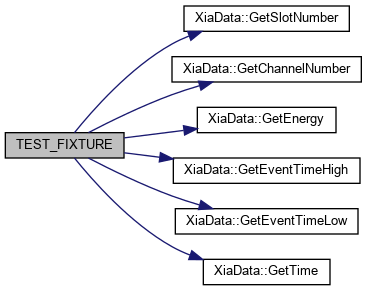 XiaData::GetSlotNumber
XiaData::GetChannelNumber
XiaData::GetEnergy
TEST_FIXTURE
XiaData::GetEventTimeHigh
XiaData::GetEventTimeLow
XiaData::GetTime